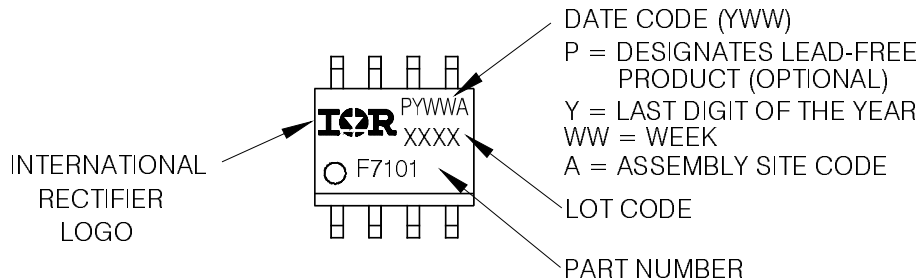 DATE CODE (YWW)
P = DESIGNATES LEAD-FREE
PRODUCT (OPTIONAL)
Y = LAST DIGIT OF THE YEAR
WW = WEEK
A = ASSEMBLY SITE CODE
LOT CODE
PART NUMBER
INTERNATIONAL
RECTIFIER
LOGO
IOR
PYWWA
XXXX
F7101